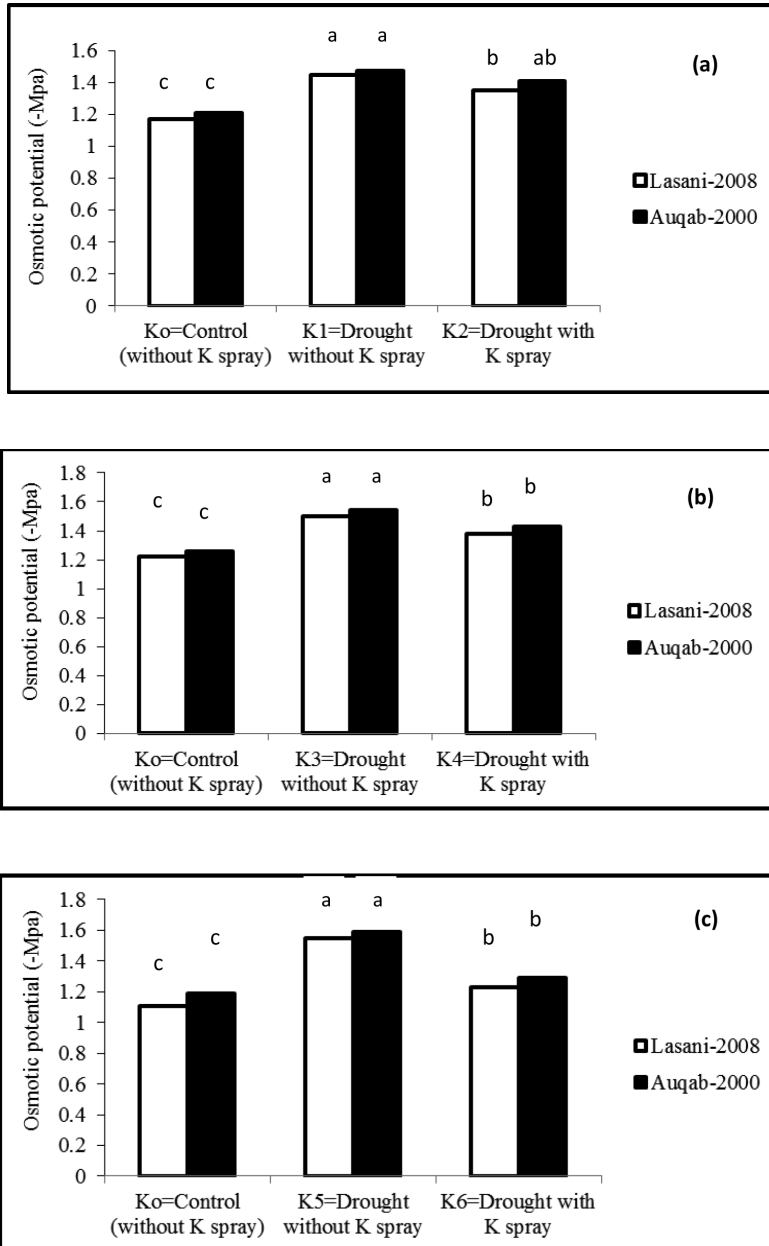 a a
b ab
c c
(a)
Osmotic potential (-Mpa)
1.6
1.4
1.2
1
0.8
0.6
0.4
0.2
0
Lasani-2008
Auqab-2000
Ko=Control
(without K spray)
K1=Drought
without K spray
K2=Drought with
K spray
a a
b b
c c
(b)
Osmotic potential (-Mpa)
1.8
1.6
1.4
1.2
1
0.8
0.6
0.4
0.2
0
Lasani-2008
Auqab-2000
Ko=Control
(without K spray)
K3=Drought
without K spray
K4=Drought with
K spray
a a
b b
c c
(c)
Osmotic potential (-Mpa)
1.8
1.6
1.4
1.2
1
0.8
0.6
0.4
0.2
0
Lasani-2008
Auqab-2000
Ko=Control
(without K spray)
K5=Drought
without K spray
K6=Drought with
K spray